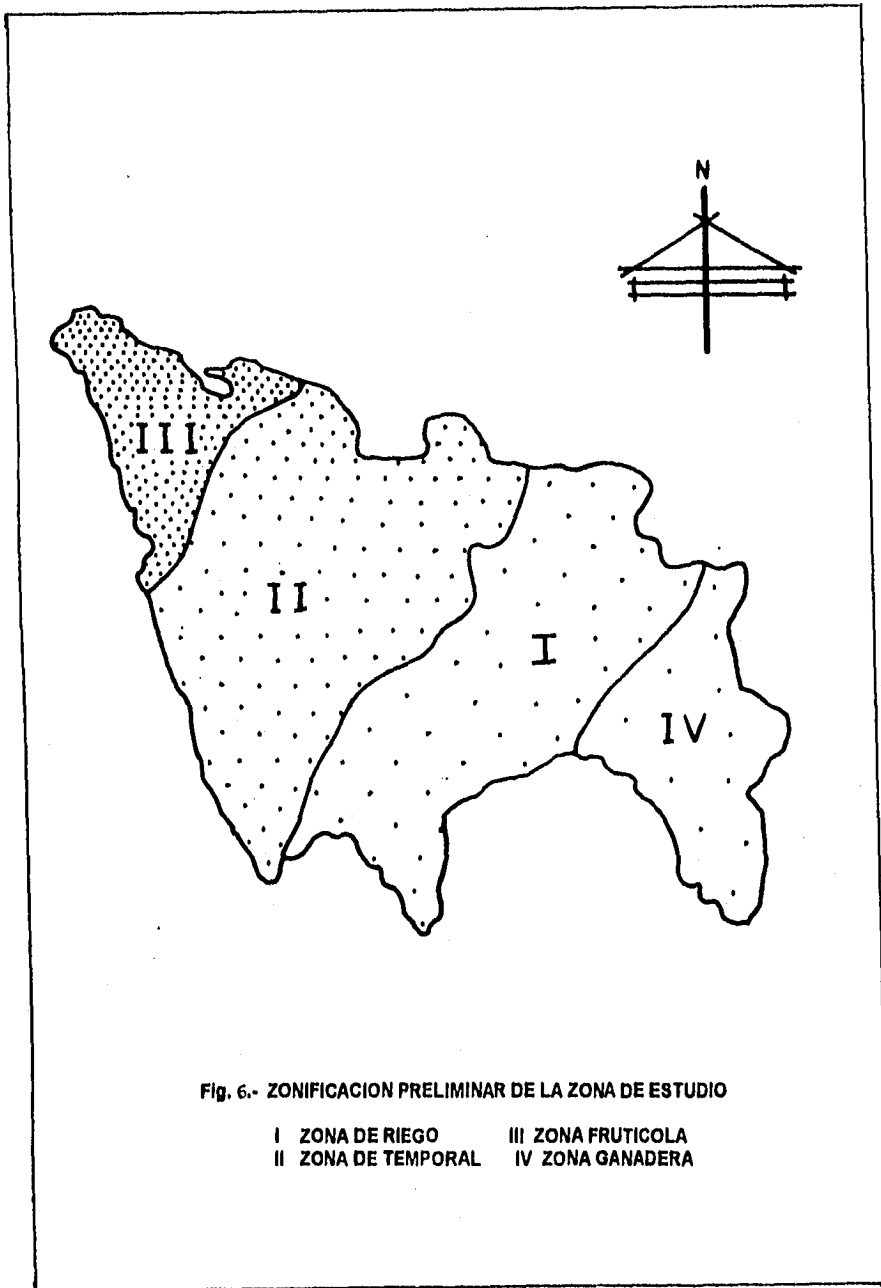 N
III
II
I
IV
Fig. 6.- ZONIFICACION PRELIMINAR DE LA ZONA DE ESTUDIO
I ZONA DE RIEGO III ZONA FRUTICOLA
II ZONA DE TEMPORAL IV ZONA GANADERA